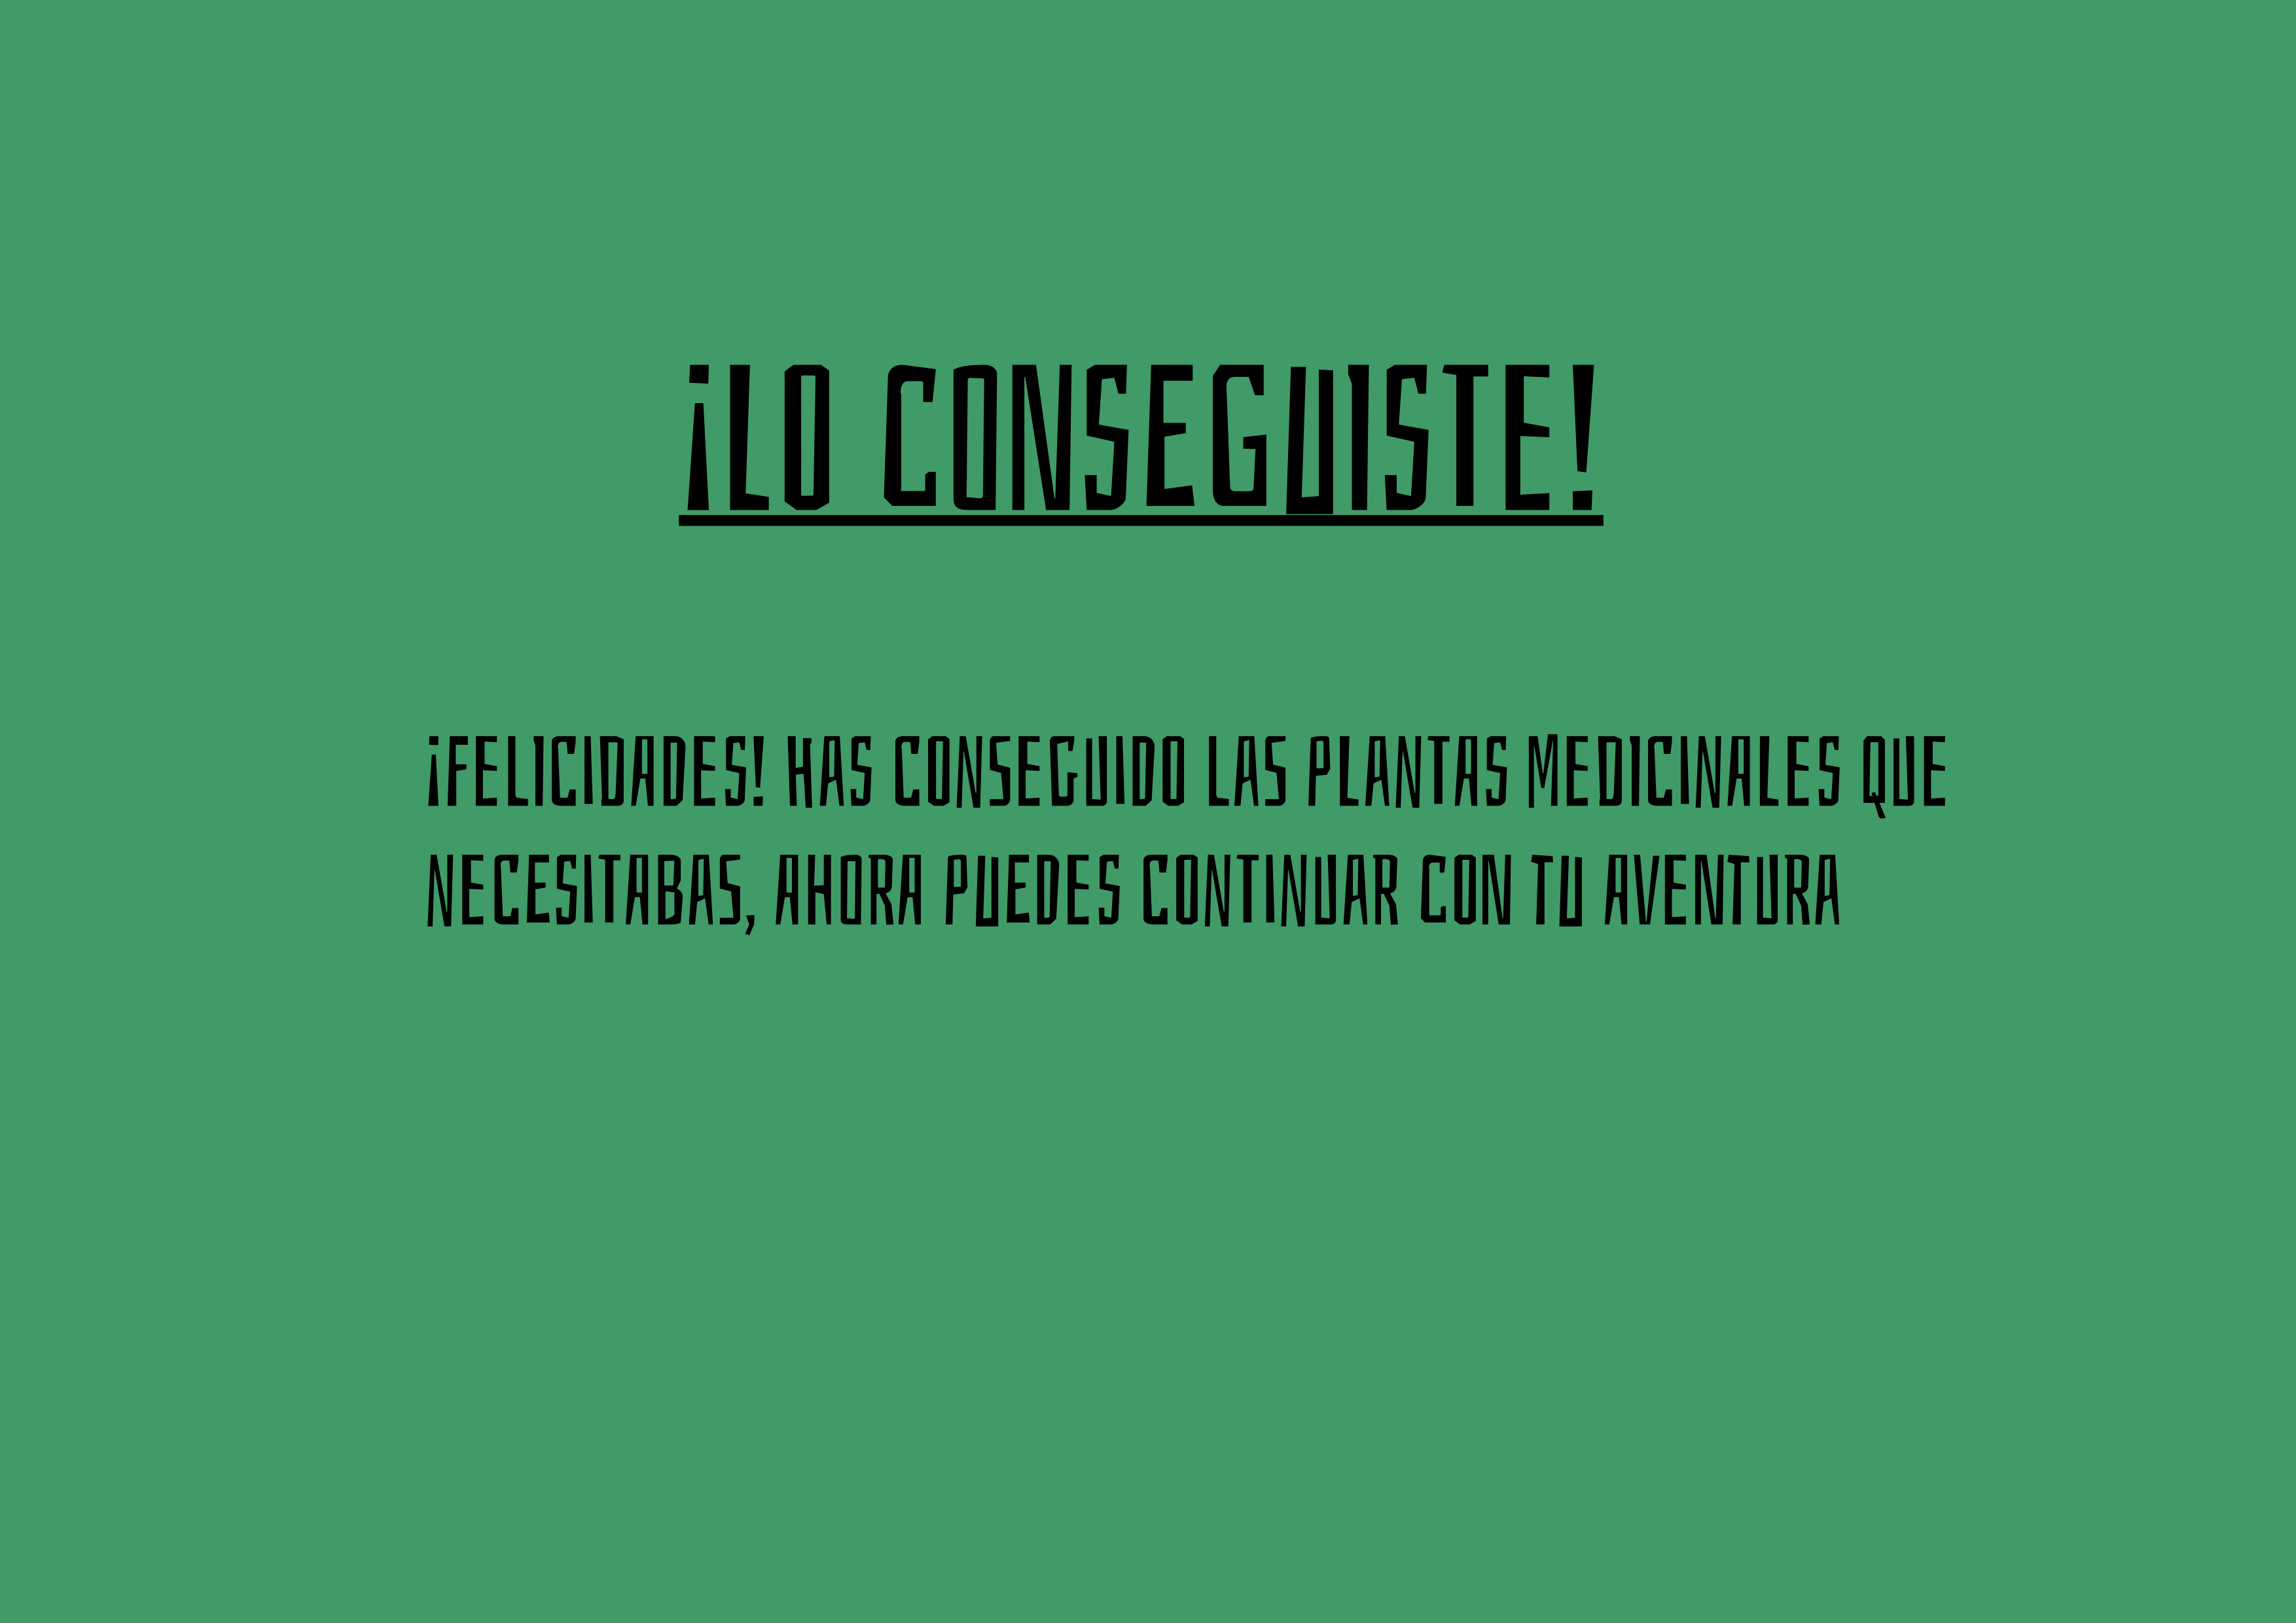 ¡LO CONSEGUISTE!
¡FELICIDADES! HAS CONSEGUIDO LAS PLANTAS MEDICINALES QUE
NECESITABAS, AHORA PUEDES CONTINUAR CON TU AVENTURA